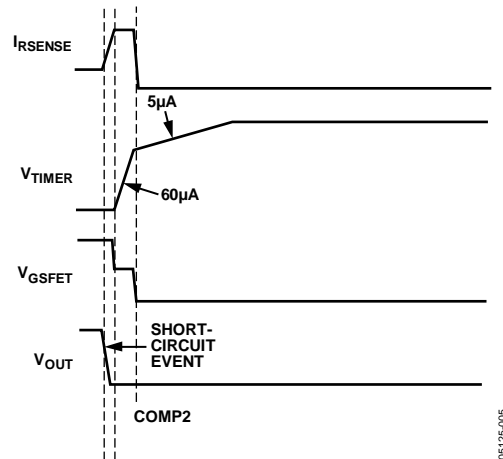 IRSENSE
5µA
VTIMER
60µA
VGSFET
SHORT-
CIRCUIT
EVENT
VOUT
COMP2
05125-005